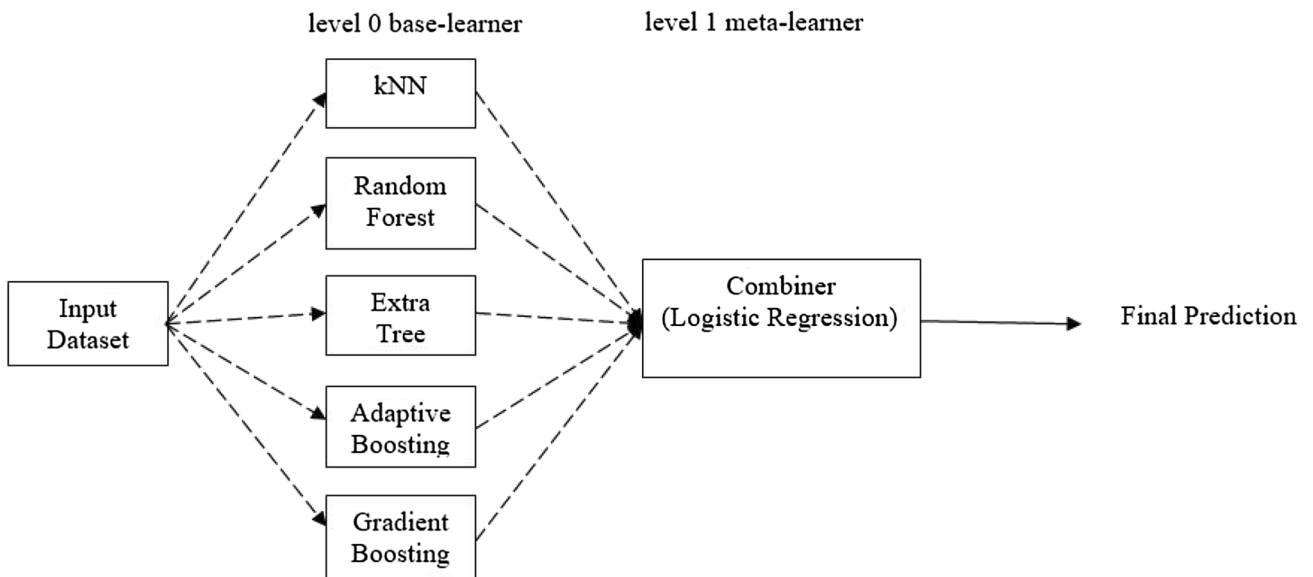 level 0 base-learner
level 1 meta-learner
kNN
Random
Forest
Input
Dataset
Extra
Tree
Combiner
(Logistic Regression)
Final Prediction
Adaptive
Boosting
Gradient
Boosting